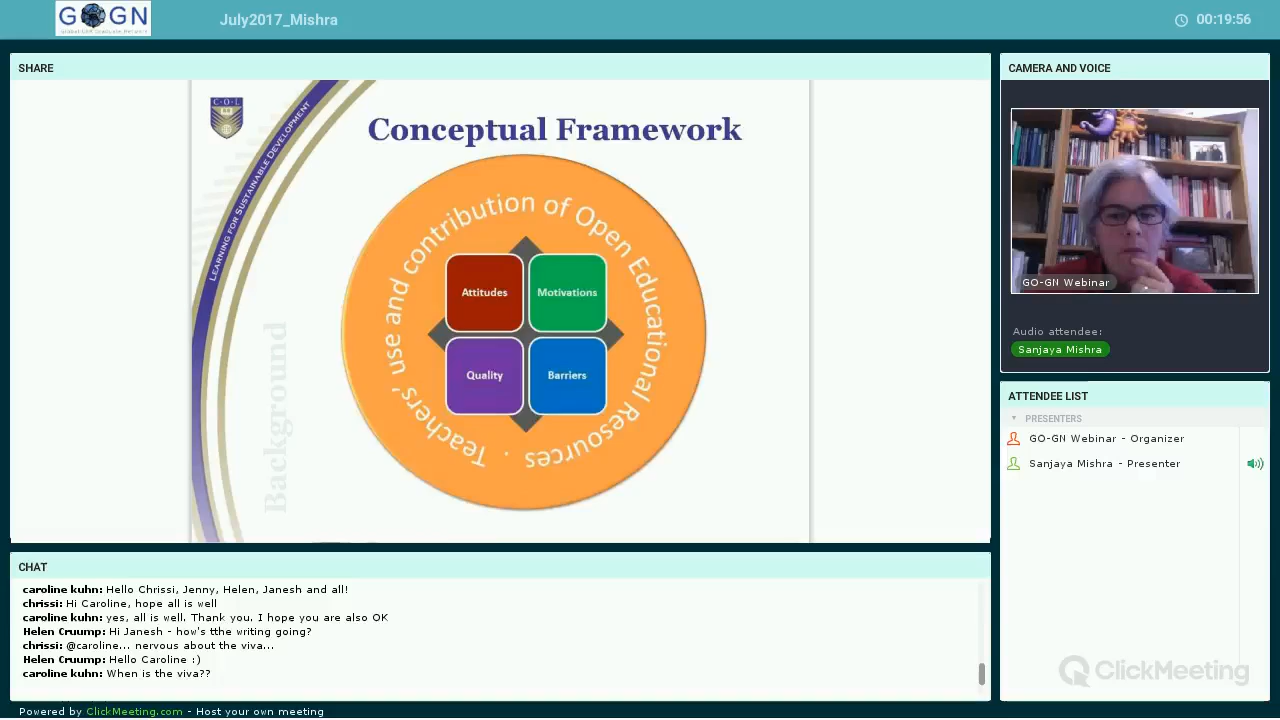 GOGN
Global OER Graduate Network
July2017_Mishra
00:19:56
SHARE
C·O·L
LEARNING FOR SUSTAINABLE DEVELOPMENT
Background
Conceptual Framework
Teachers' use and contribution of Open Educational Resources .
Attitudes
Motivations
Quality
Barriers
CAMERA AND VOICE
GO-GN Webinar
Audio attendee:
Sanjaya Mishra
ATTENDEE LIST
PRESENTERS
GO-GN Webinar - Organizer
Sanjaya Mishra - Presenter
CHAT
caroline kuhn: Hello Chrissi, Jenny, Helen, Janesh and all!
chrissi: Hi Caroline, hope all is well
caroline kuhn: yes, all is well. Thank you. I hope you are also OK
Helen Cruump: Hi Janesh - how's tthe writing going?
chrissi: @caroline... nervous about the viva...
Helen Cruump: Hello Caroline :)
caroline kuhn: When is the viva??
ClickMeeting
Powered by ClickMeeting.com - Host your own meeting